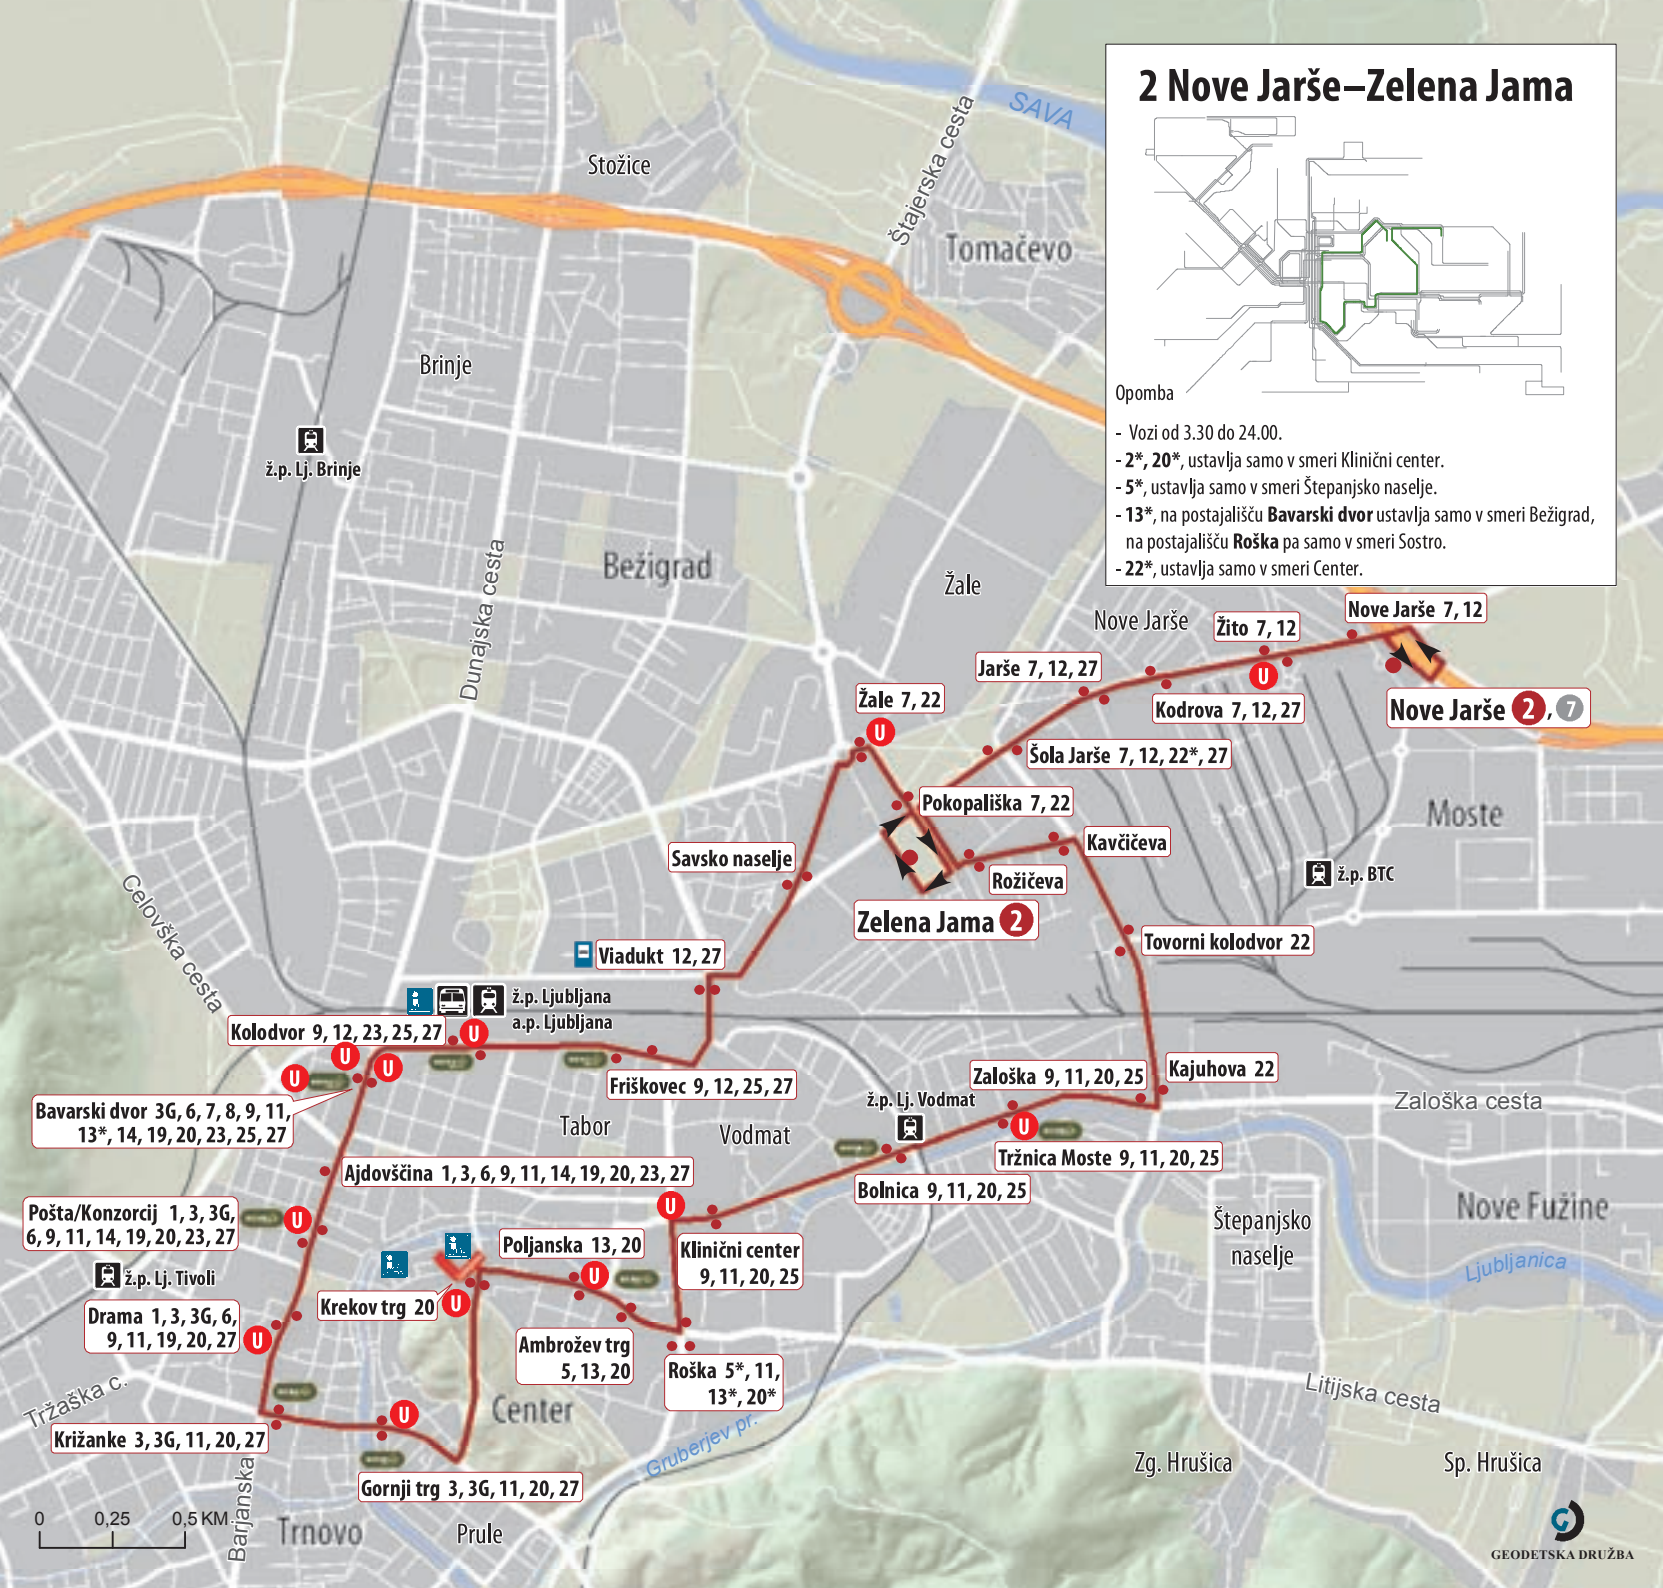 2 Nove Jarše–Zelena Jama
Opomba
- Vozi od 3.30 do 24.00.
- 2*, 20*, ustavlja samo v smeri Klinični center.
- 5*, ustavlja samo v smeri Štepanjsko naselje.
- 13*, na postajališču Bavarski dvor ustavlja samo v smeri Bežigrad,
na postajališču Roška pa samo v smeri Sostro.
- 22*, ustavlja samo v smeri Center.
SAVA
Štajerska cesta
Stožice
Tomačevo
Brinje
ž.p. Lj. Brinje
Dunajska cesta
Bežigrad
Žale
Nove Jarše
Nove Jarše 7, 12
Žito 7, 12
U
Jarše 7, 12, 27
Kodrova 7, 12, 27
Nove Jarše 2, 7
Žale 7, 22
U
Šola Jarše 7, 12, 22*, 27
Pokopališka 7, 22
Moste
Kavčičeva
Savsko naselje
Rožičeva
ž.p. BTC
Zelena Jama 2
Tovorni kolodvor 22
Celovška cesta
Viadukt 12, 27
ž.p. Ljubljana
a.p. Ljubljana
Kolodvor 9, 12, 23, 25, 27
U
U
U
U
Friškovec 9, 12, 25, 27
Zaloška 9, 11, 20, 25
Kajuhova 22
ž.p. Lj. Vodmat
Zaloška cesta
Bavarski dvor 3G, 6, 7, 8, 9, 11,
13*, 14, 19, 20, 23, 25, 27
Tabor
Vodmat
U
Tržnica Moste 9, 11, 20, 25
Ajdovščina 1, 3, 6, 9, 11, 14, 19, 20, 23, 27
Bolnica 9, 11, 20, 25
U
Pošta/Konzorcij 1, 3, 3G,
6, 9, 11, 14, 19, 20, 23, 27
U
Nove Fužine
Štepanjsko
naselje
Poljanska 13, 20
U
Klinični center
9, 11, 20, 25
Ljubljanica
ž.p. Lj. Tivoli
Krekov trg 20
U
Drama 1, 3, 3G, 6,
9, 11, 19, 20, 27
U
Ambrožev trg
5, 13, 20
Roška 5*, 11,
13*, 20*
Tržaška c.
Litijska cesta
Center
U
Križanke 3, 3G, 11, 20, 27
Gruberjev pr.
Zg. Hrušica
Sp. Hrušica
Gornji trg 3, 3G, 11, 20, 27
Barjanska
Trnovo
Prule
0 0,25 0,5 KM
GEODETSKA DRUŽBA